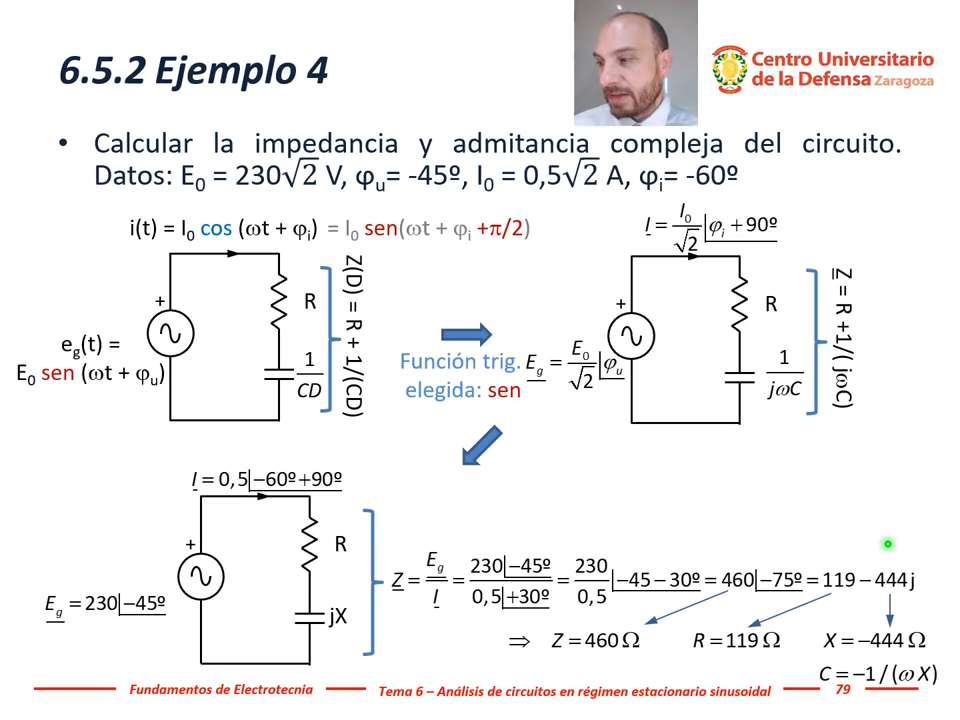 6.5.2 Ejemplo 4
Centro Universitario
de la Defensa Zaragoza
• Calcular la impedancia y admitancia compleja del circuito.
Datos: E₀ = 230√2 V, φᵤ= -45º, I₀ = 0,5√2 A, φᵢ= -60º
i(t) = I₀ cos (ωt + φᵢ) = I₀ sen(ωt + φᵢ +π/2)
I = I₀/√2 |φᵢ + 90º
+
R
Z(D) = R + 1/(CD)
e_g(t) =
E₀ sen (ωt + φᵤ)
1/CD
Función trig.
elegida: sen
E_g = E₀/√2 |φᵤ
+
R
1/jωC
Z = R +1/( jωC)
I = 0,5|−60º+90º
+
R
E_g = 230|−45º
jX
Z = E_g/I = 230|−45º / 0,5|+30º = 230/0,5 |−45 − 30º = 460|−75º = 119 − 444j
⇒ Z = 460 Ω R = 119 Ω X = −444 Ω
C = −1 / (ω X)
Fundamentos de Electrotecnia
Tema 6 – Análisis de circuitos en régimen estacionario sinusoidal
79